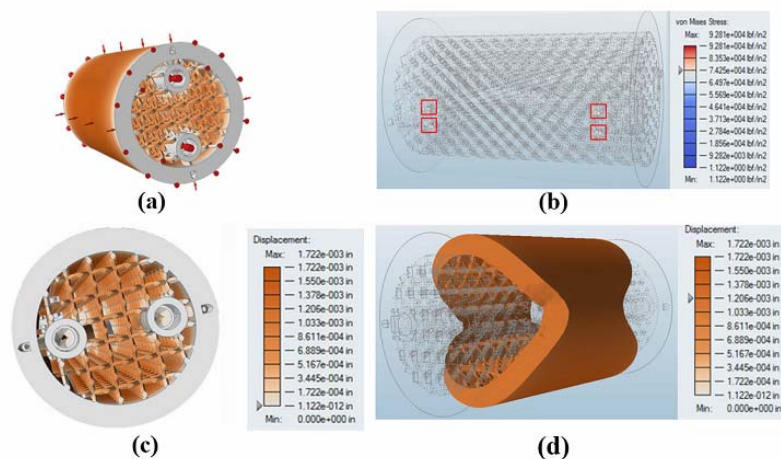 von Mises Stress:
Max: 9.281e+004 lbf/in2
9.281e+004 lbf/in2
8.353e+004 lbf/in2
7.425e+004 lbf/in2
6.497e+004 lbf/in2
5.569e+004 lbf/in2
4.641e+004 lbf/in2
3.713e+004 lbf/in2
2.784e+004 lbf/in2
1.856e+004 lbf/in2
9.282e+003 lbf/in2
1.122e+000 lbf/in2
Min: 1.122e+000 lbf/in2
(a)
(b)
Displacement:
Max: 1.722e-003 in
1.722e-003 in
1.550e-003 in
1.378e-003 in
1.206e-003 in
1.033e-003 in
8.611e-004 in
6.889e-004 in
5.167e-004 in
3.445e-004 in
1.722e-004 in
1.122e-012 in
Min: 0.000e+000 in
Displacement:
Max: 1.722e-003 in
1.722e-003 in
1.550e-003 in
1.378e-003 in
1.206e-003 in
1.033e-003 in
8.611e-004 in
6.889e-004 in
5.167e-004 in
3.445e-004 in
1.722e-004 in
1.122e-012 in
Min: 0.000e+000 in
(c)
(d)